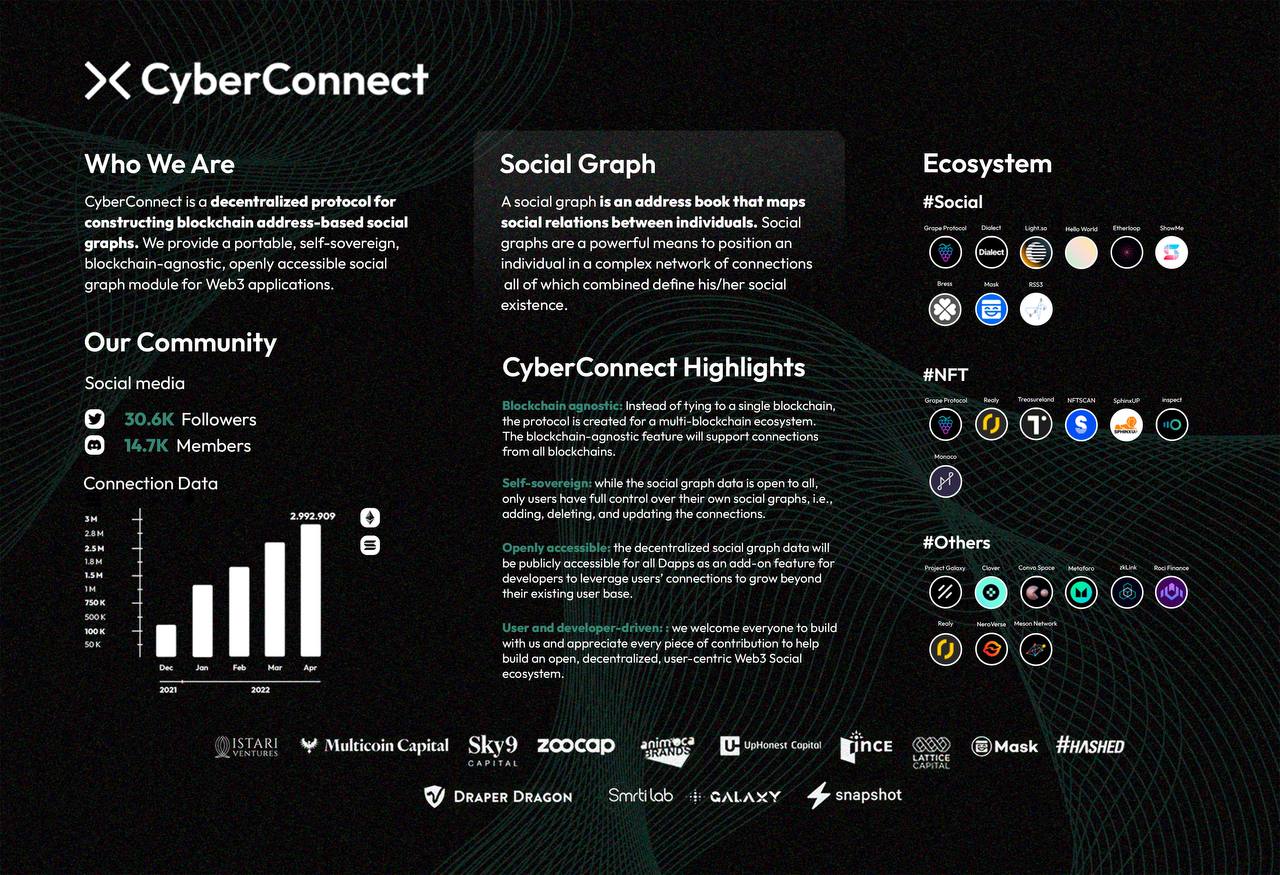 CyberConnect
Who We Are
CyberConnect is a decentralized protocol for
constructing blockchain address-based social
graphs. We provide a portable, self-sovereign,
blockchain-agnostic, openly accessible social
graph module for Web3 applications.
Our Community
Social media
30.6K Followers
14.7K Members
Connection Data
2.992.909
3 M
2.8 M
2.5 M
1.8 M
1.5 M
1 M
750 K
500 K
100 K
50 K
Dec Jan Feb Mar Apr
2021 2022
Social Graph
A social graph is an address book that maps
social relations between individuals. Social
graphs are a powerful means to position an
individual in a complex network of connections
all of which combined define his/her social
existence.
CyberConnect Highlights
Blockchain agnostic: Instead of tying to a single blockchain,
the protocol is created for a multi-blockchain ecosystem.
The blockchain-agnostic feature will support connections
from all blockchains.
Self-sovereign: while the social graph data is open to all,
only users have full control over their own social graphs, i.e.,
adding, deleting, and updating the connections.
Openly accessible: the decentralized social graph data will
be publicly accessible for all Dapps as an add-on feature for
developers to leverage users' connections to grow beyond
their existing user base.
User and developer-driven: : we welcome everyone to build
with us and appreciate every piece of contribution to help
build an open, decentralized, user-centric Web3 Social
ecosystem.
Ecosystem
#Social
Grape Protocol Dialect Light.so Hello World Etherloop ShowMe
Dialect
Bress Mask RSS3
#NFT
Grape Protocol Realy Treasureland NFTSCAN SphinxUP inspect
SPHINXUP
Monoco
#Others
Project Galaxy Clover Convo Space Metaforo zkLink Roci Finance
Realy NeroVerse Meson Network
ISTARI VENTURES Multicoin Capital Sky9 CAPITAL zoocap animoca BRANDS UpHonest Capital tINCE LATTICE CAPITAL Mask #HASHED
DRAPER DRAGON Smrti lab GALAXY snapshot